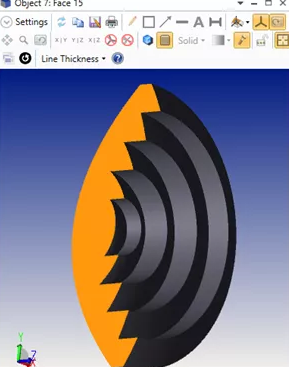 Object 7: Face 15
Settings
X|Y Y|Z X|Z
Solid
Line Thickness
Y
Z